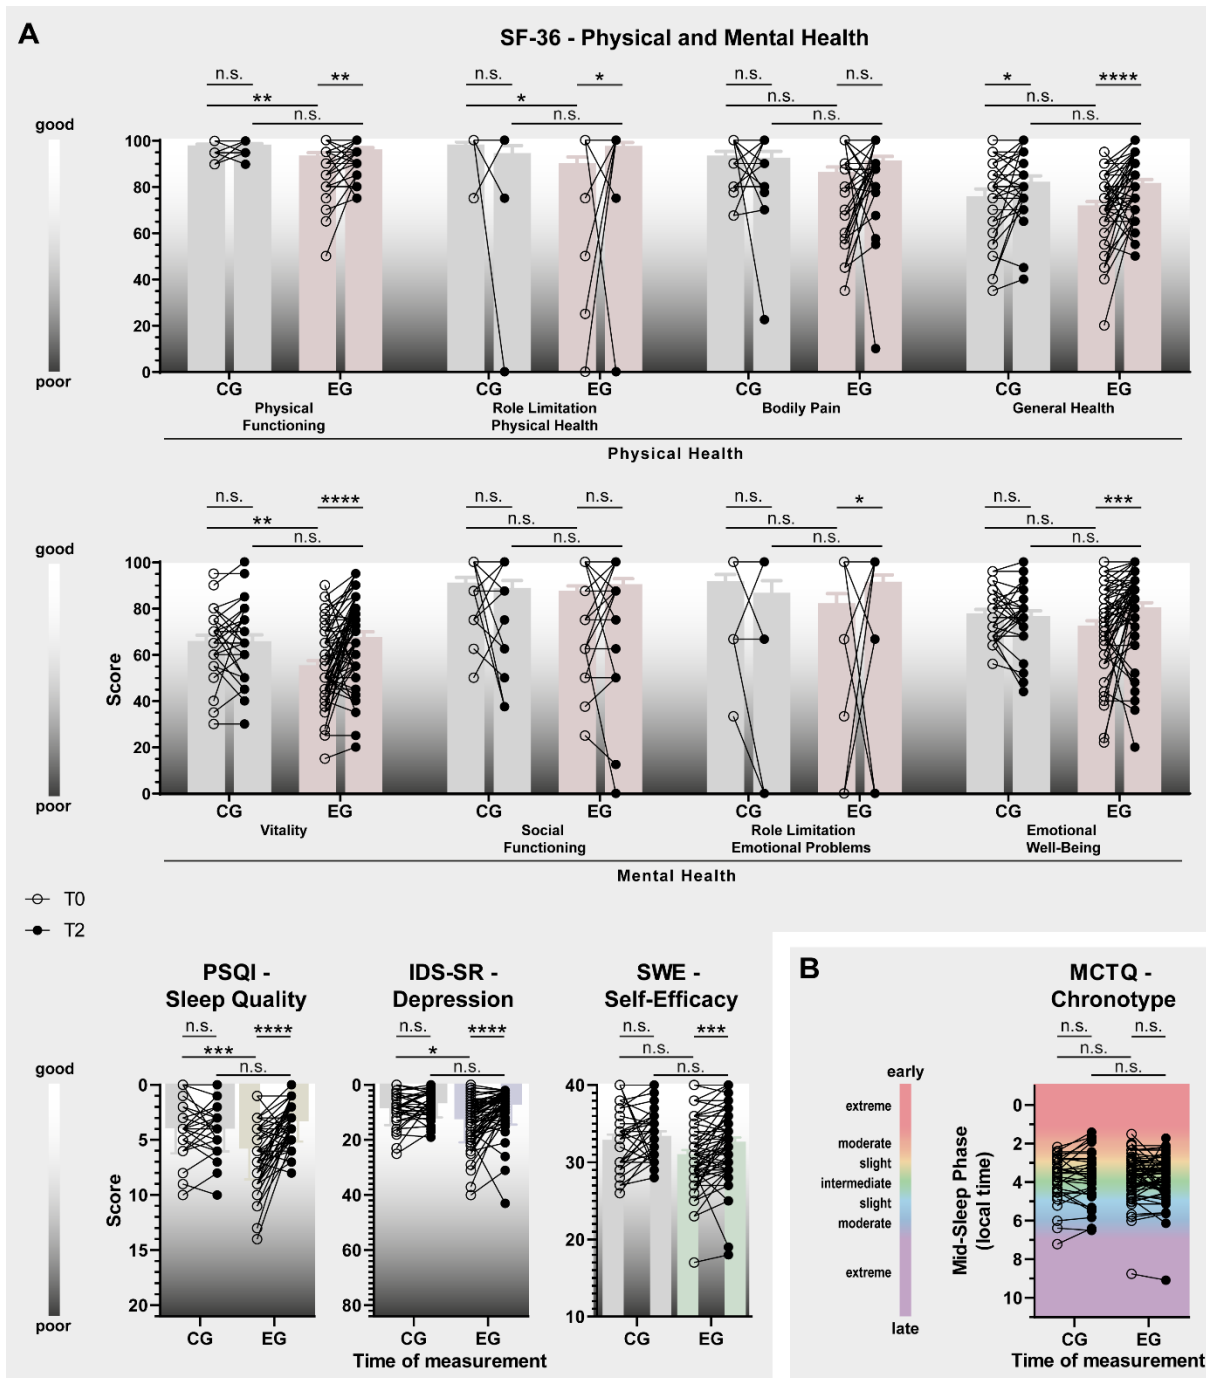 A
SF-36 - Physical and Mental Health
n.s. ** n.s. * n.s. n.s. * ****
** * n.s. n.s.
n.s. n.s. n.s. n.s.
good
100
80
60
40
20
0
poor
CG EG CG EG CG EG CG EG
Physical Functioning
Role Limitation Physical Health
Bodily Pain
General Health
Physical Health
n.s. **** n.s. n.s. n.s. * n.s. ***
** n.s. n.s. n.s.
n.s. n.s. n.s. n.s.
good
100
80
60
40
20
0
Score
poor
CG EG CG EG CG EG CG EG
Vitality
Social Functioning
Role Limitation Emotional Problems
Emotional Well-Being
Mental Health
T0
T2
PSQI -
Sleep Quality
n.s. ****
***
n.s.
good
0
5
10
15
20
Score
poor
CG EG
IDS-SR -
Depression
n.s. ****
*
n.s.
0
20
40
60
80
CG EG
SWE -
Self-Efficacy
n.s. ***
n.s.
n.s.
40
30
20
10
CG EG
Time of measurement
B
MCTQ -
Chronotype
n.s. n.s.
n.s.
n.s.
early
extreme
moderate
slight
intermediate
slight
moderate
extreme
late
Mid-Sleep Phase
(local time)
0
2
4
6
8
10
CG EG
Time of measurement